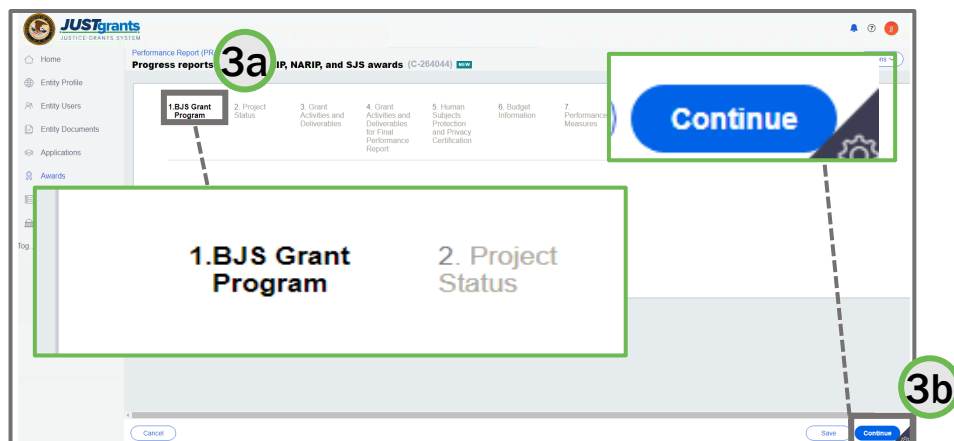 JUSTgrants
JUSTICE GRANTS SYSTEM
Home
Entity Profile
Entity Users
Entity Documents
Applications
Awards
Tog
Performance Report (PR
Progress reports
IP, NARIP, and SJS awards (C-264044) NEW
3a
1.BJS Grant
Program
2. Project
Status
3. Grant
Activities and
Deliverables
4. Grant
Activities and
Deliverables
for Final
Performance
Report
5. Human
Subjects
Protection
and Privacy
Certification
6. Budget
Information
7.
Performance
Measures
Continue
1.BJS Grant
Program
2. Project
Status
3b
Cancel
Save
Continue